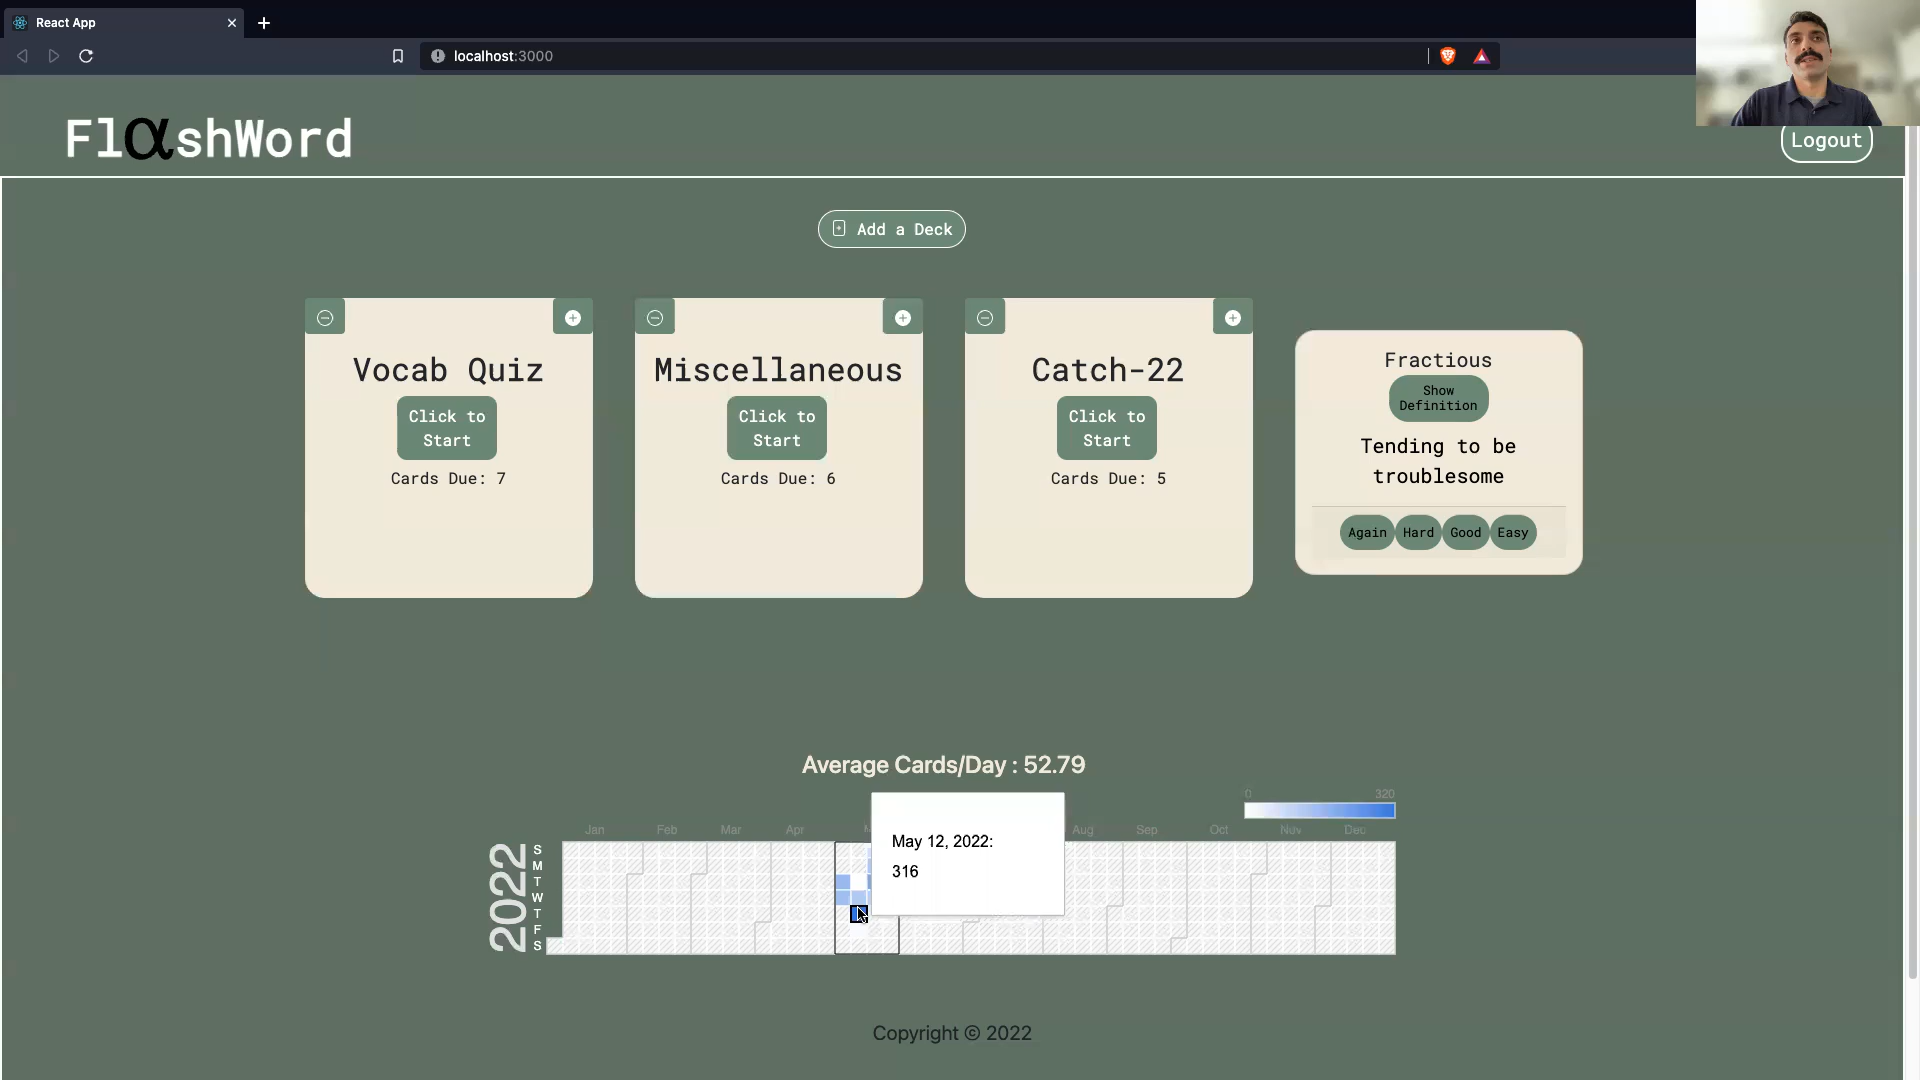 React App
localhost:3000
FlαshWord
Logout
Add a Deck
Vocab Quiz
Click to
Start
Cards Due: 7
Miscellaneous
Click to
Start
Cards Due: 6
Catch-22
Click to
Start
Cards Due: 5
Fractious
Show
Definition
Tending to be
troublesome
Again Hard Good Easy
Average Cards/Day : 52.79
0 320
Jan Feb Mar Apr Aug Sep Oct Nov Dec
May 12, 2022:
316
2022
S
M
T
W
T
F
S
Copyright © 2022